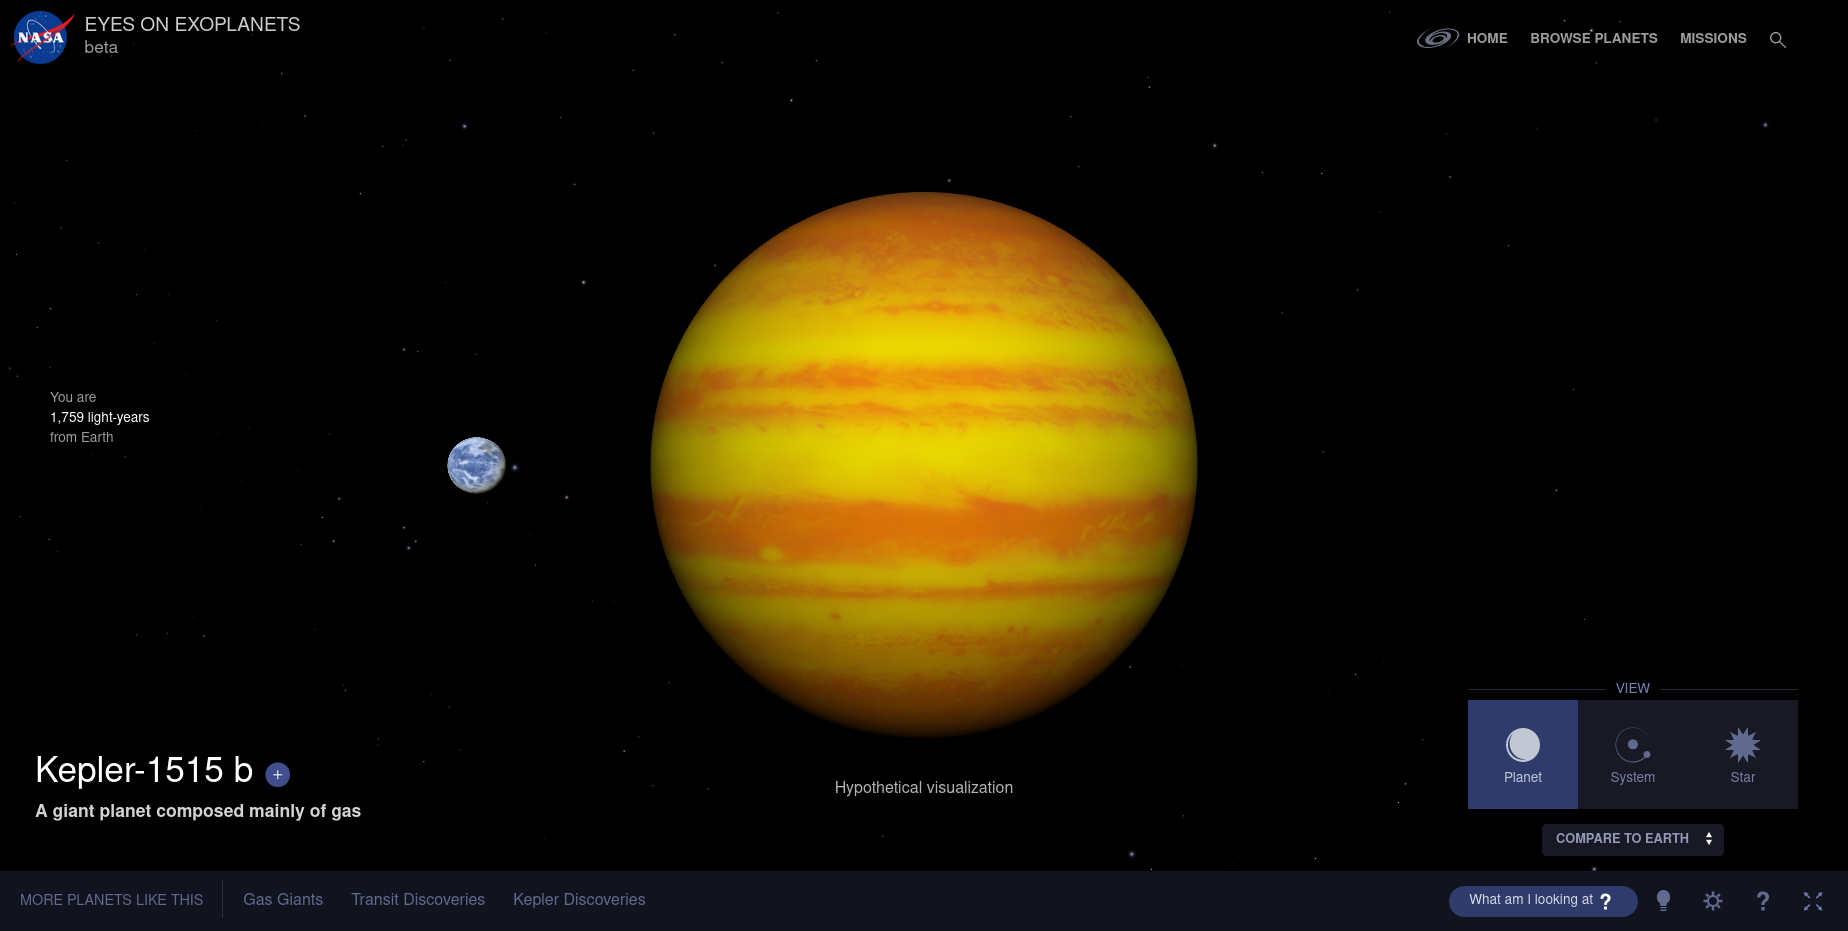 NASA
EYES ON EXOPLANETS
beta
HOME
BROWSE PLANETS
MISSIONS
You are
1,759 light-years
from Earth
Kepler-1515 b +
A giant planet composed mainly of gas
Hypothetical visualization
VIEW
Planet
System
Star
COMPARE TO EARTH
MORE PLANETS LIKE THIS
Gas Giants
Transit Discoveries
Kepler Discoveries
What am I looking at ?
?